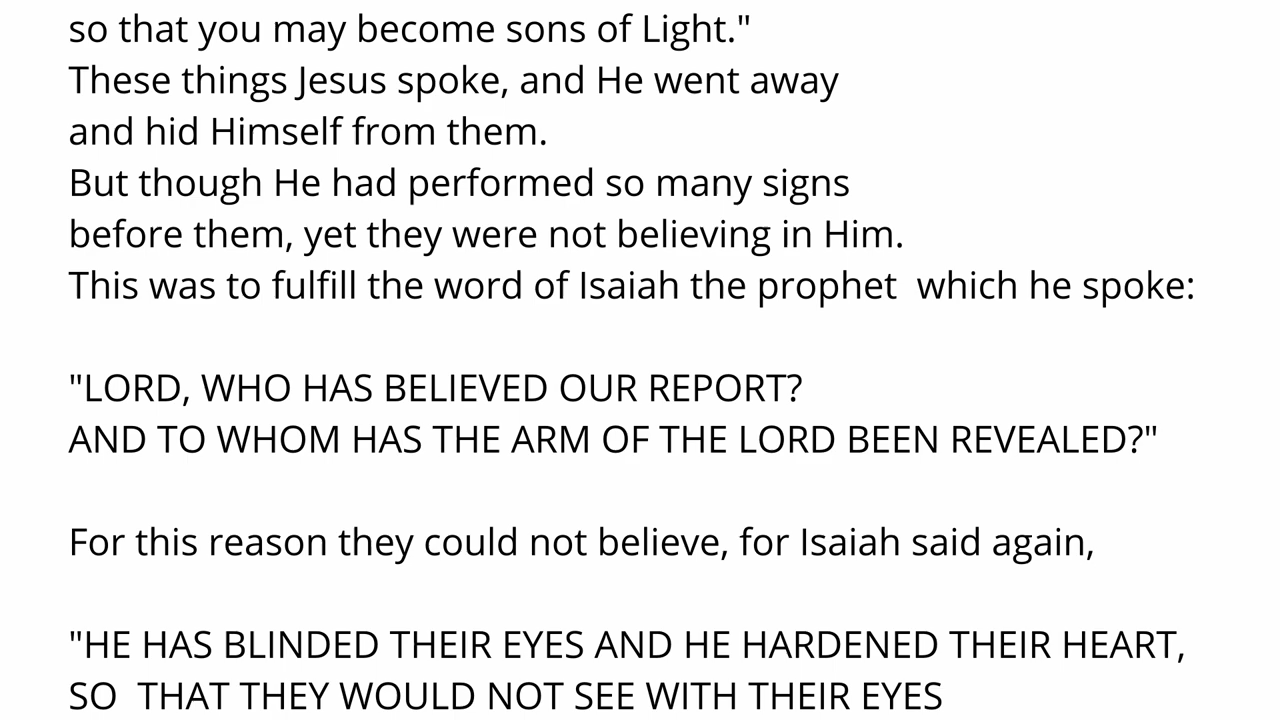 so that you may become sons of Light."
These things Jesus spoke, and He went away
and hid Himself from them.
But though He had performed so many signs
before them, yet they were not believing in Him.
This was to fulfill the word of Isaiah the prophet  which he spoke:
"LORD, WHO HAS BELIEVED OUR REPORT?
AND TO WHOM HAS THE ARM OF THE LORD BEEN REVEALED?"
For this reason they could not believe, for Isaiah said again,
"HE HAS BLINDED THEIR EYES AND HE HARDENED THEIR HEART,
SO  THAT THEY WOULD NOT SEE WITH THEIR EYES